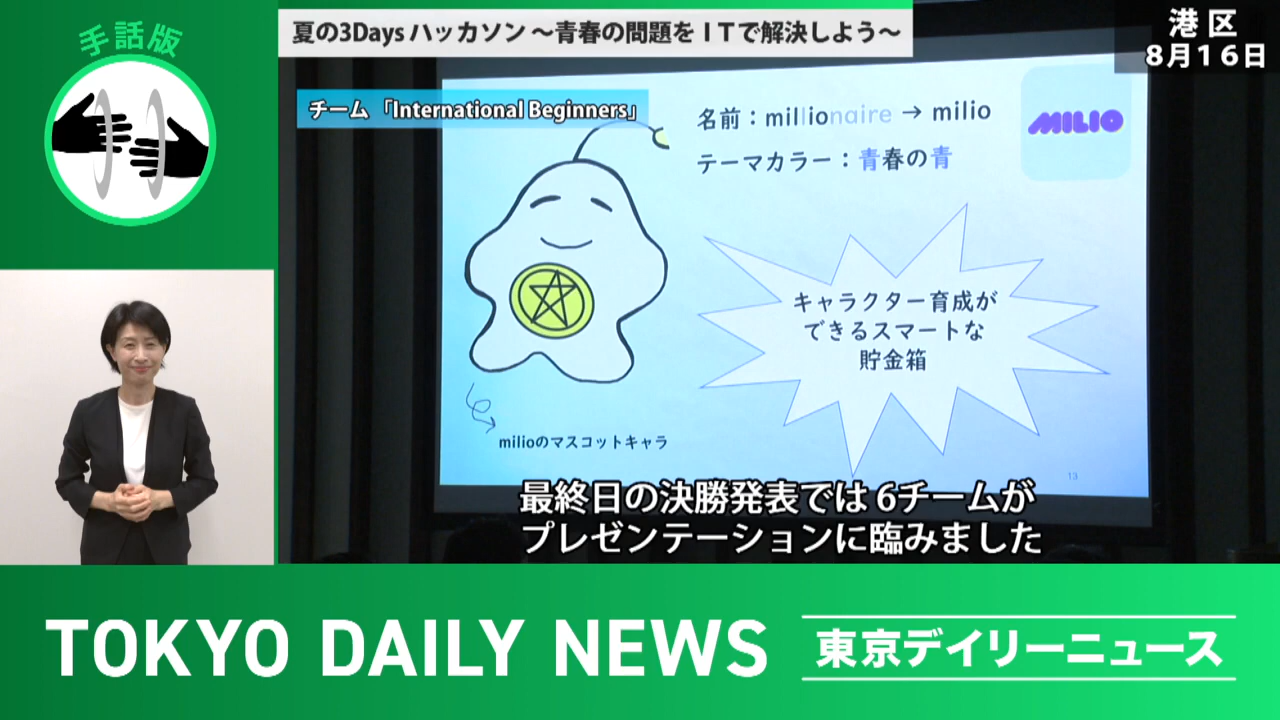 手話版
夏の3Days ハッカソン ～青春の問題をＩＴで解決しよう～
港区
８月１６日
チーム 「International Beginners」
名前：millionaire → milio
テーマカラー：青春の青
MILIO
キャラクター育成が
できるスマートな
貯金箱
milioのマスコットキャラ
13
最終日の決勝発表では 6チームが
プレゼンテーションに臨みました
TOKYO DAILY NEWS
東京デイリーニュース